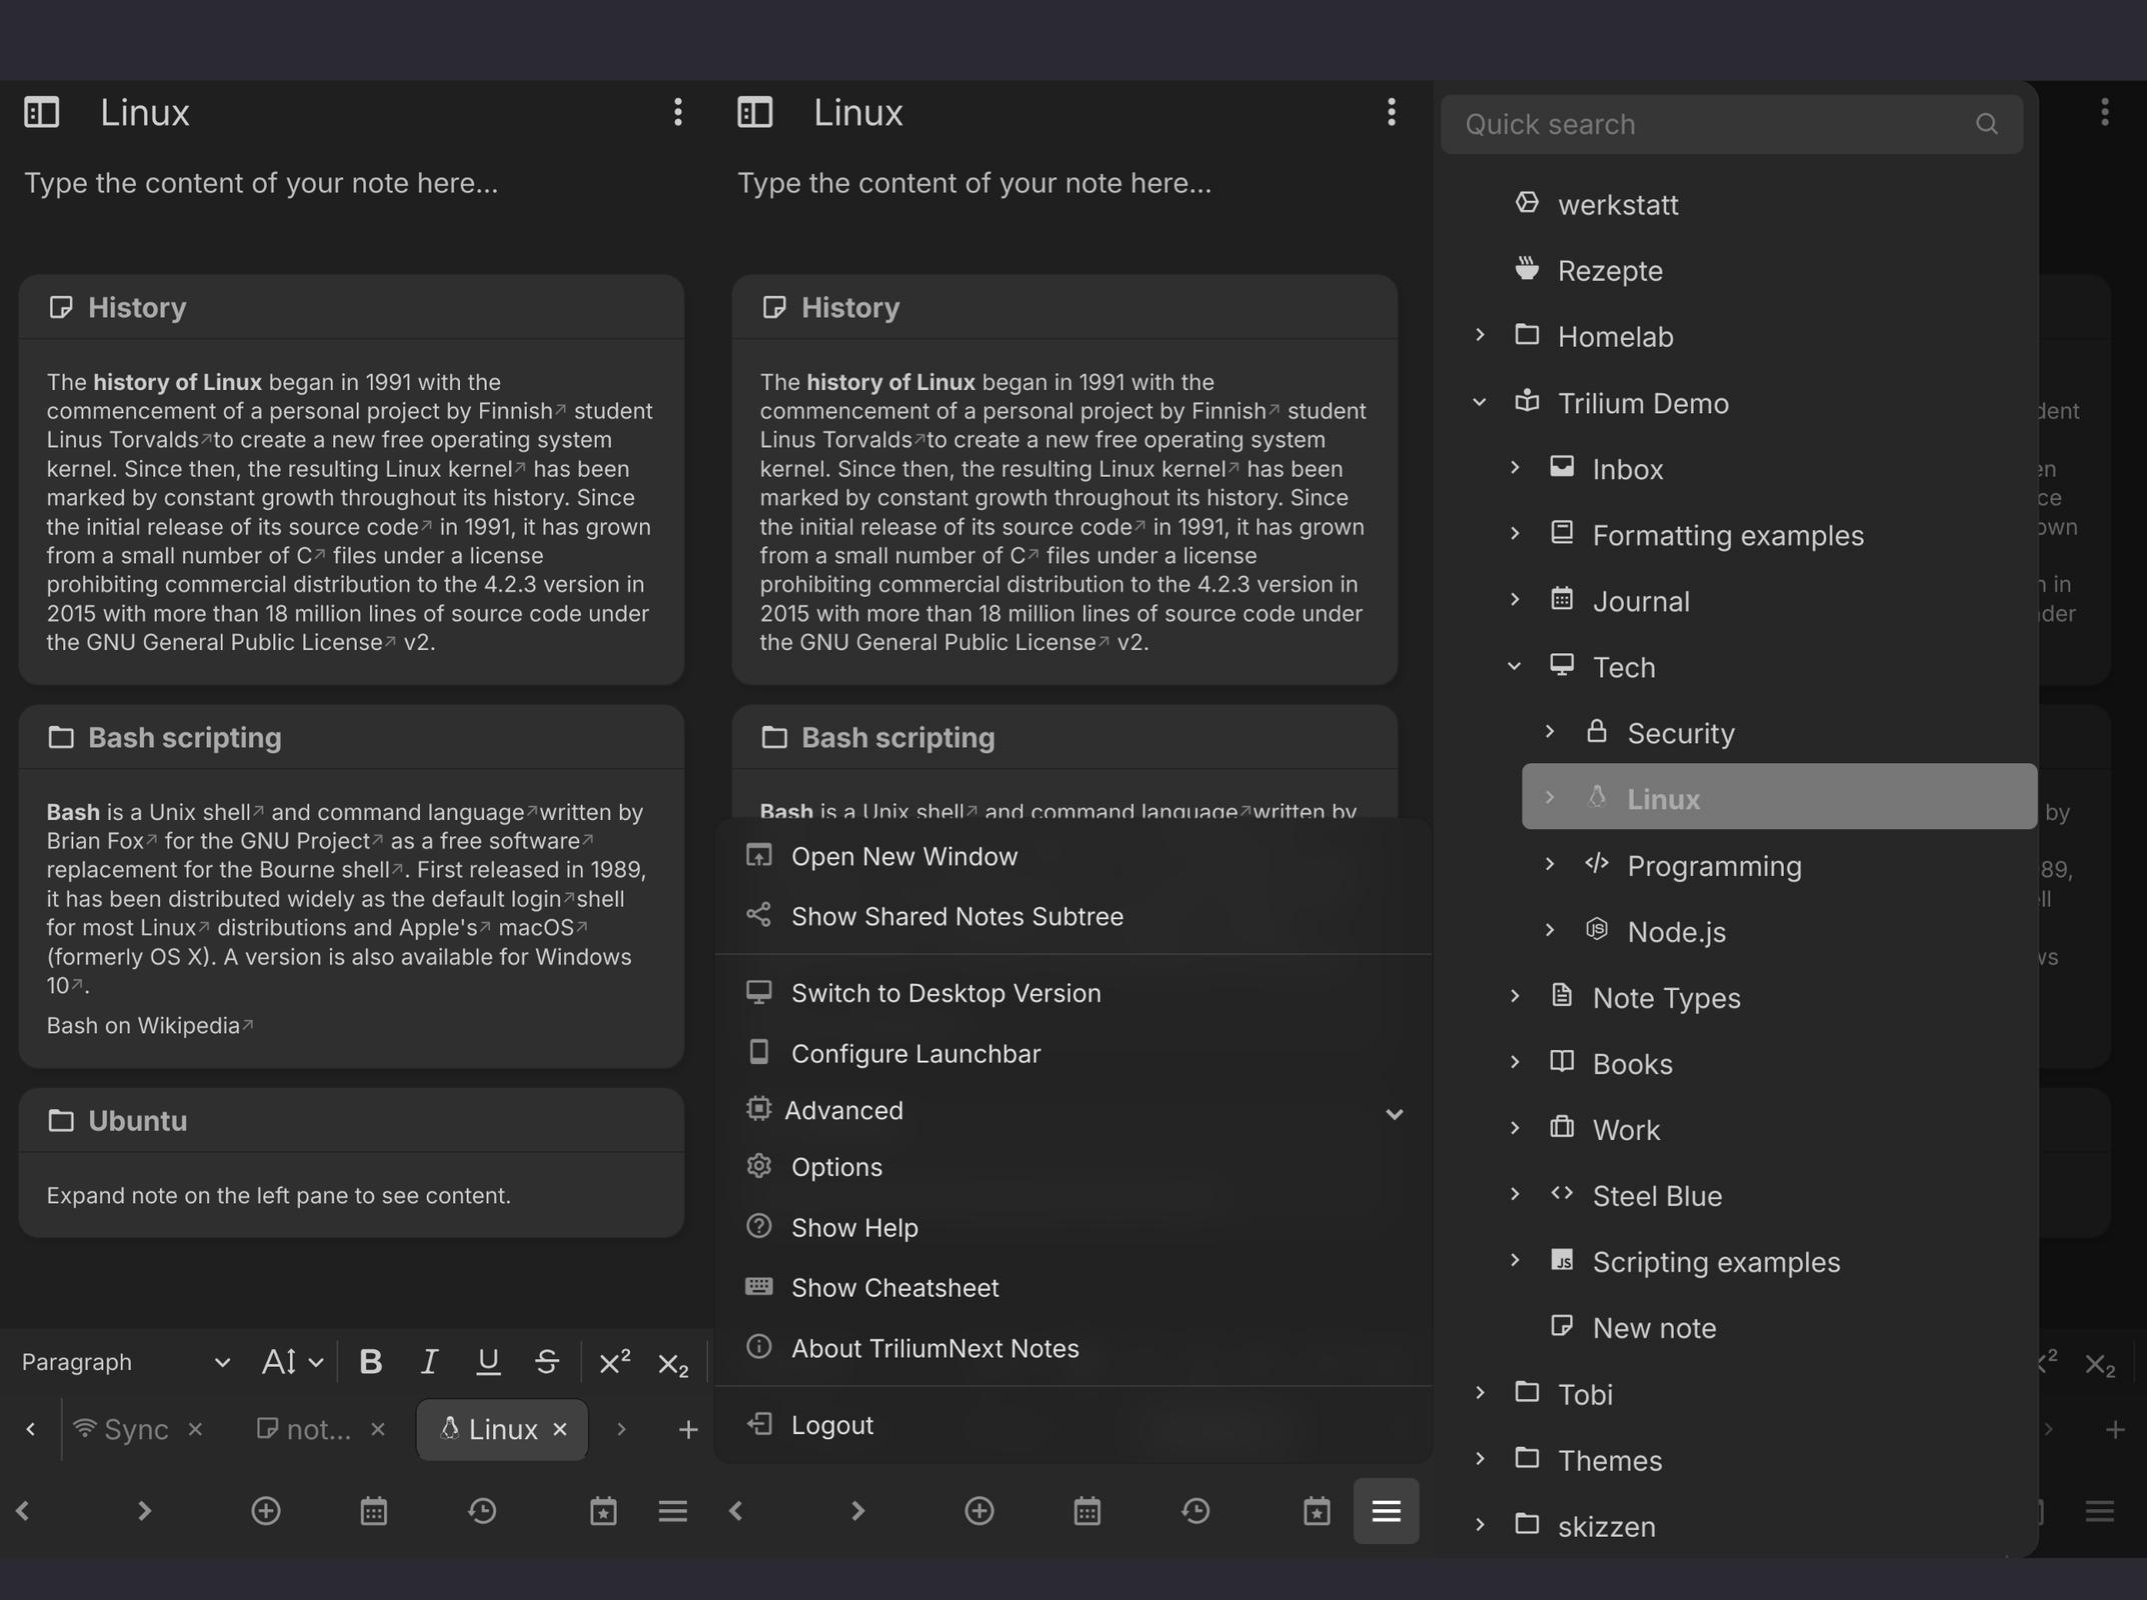 Linux
Type the content of your note here...
History
The history of Linux began in 1991 with the
commencement of a personal project by Finnish student
Linus Torvalds to create a new free operating system
kernel. Since then, the resulting Linux kernel has been
marked by constant growth throughout its history. Since
the initial release of its source code in 1991, it has grown
from a small number of C files under a license
prohibiting commercial distribution to the 4.2.3 version in
2015 with more than 18 million lines of source code under
the GNU General Public License v2.
Bash scripting
Bash is a Unix shell and command language written by
Brian Fox for the GNU Project as a free software
replacement for the Bourne shell. First released in 1989,
it has been distributed widely as the default login shell
for most Linux distributions and Apple's macOS
(formerly OS X). A version is also available for Windows
10.
Bash on Wikipedia
Ubuntu
Expand note on the left pane to see content.
Paragraph A B I U S X² X₂
Sync × not... × Linux × +
Linux
Type the content of your note here...
History
The history of Linux began in 1991 with the
commencement of a personal project by Finnish student
Linus Torvalds to create a new free operating system
kernel. Since then, the resulting Linux kernel has been
marked by constant growth throughout its history. Since
the initial release of its source code in 1991, it has grown
from a small number of C files under a license
prohibiting commercial distribution to the 4.2.3 version in
2015 with more than 18 million lines of source code under
the GNU General Public License v2.
Bash scripting
Bash is a Unix shell and command language written by
Open New Window
Show Shared Notes Subtree
Switch to Desktop Version
Configure Launchbar
Advanced
Options
Show Help
Show Cheatsheet
About TriliumNext Notes
Logout
Quick search
werkstatt
Rezepte
Homelab
Trilium Demo
Inbox
Formatting examples
Journal
Tech
Security
Linux
Programming
Node.js
Note Types
Books
Work
Steel Blue
Scripting examples
New note
Tobi
Themes
skizzen
in
by
89,
X₂
+